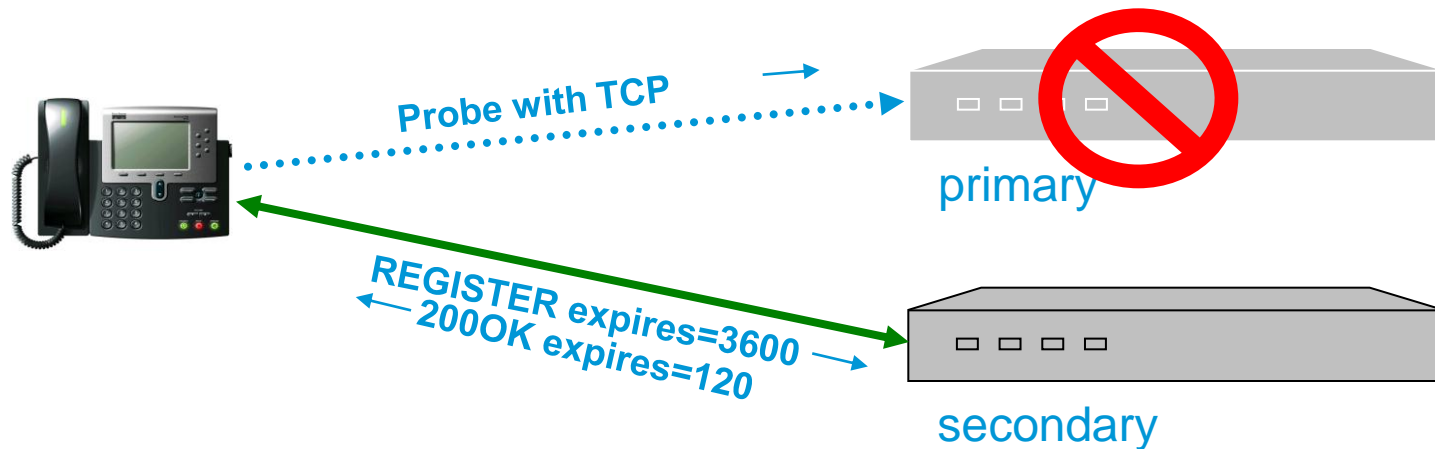 Probe with TCP
primary
REGISTER expires=3600
200OK expires=120
secondary